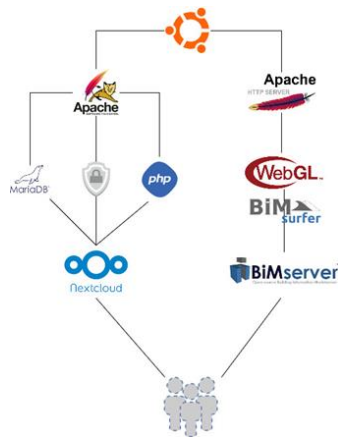 Apache
Apache
HTTP SERVER
MariaDB
php
WebGL
BiM
surfer
Nextcloud
BiMserver